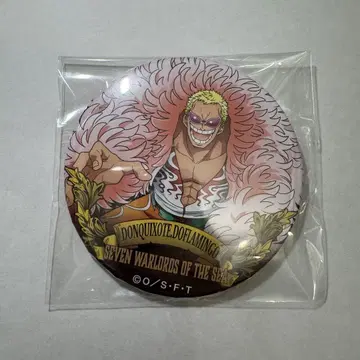 DONQUIXOTE.DOFLAMINGO
SEVEN WARLORDS OF THE SEA
©O/S・F・T